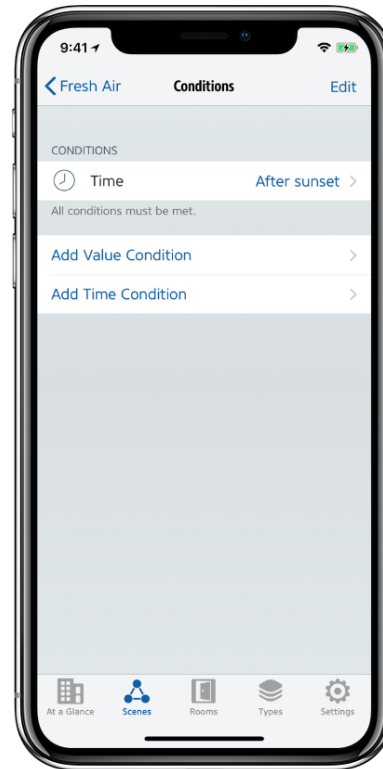 9:41
Fresh Air Conditions Edit
CONDITIONS
Time After sunset
All conditions must be met.
Add Value Condition
Add Time Condition
At a Glance Scenes Rooms Types Settings